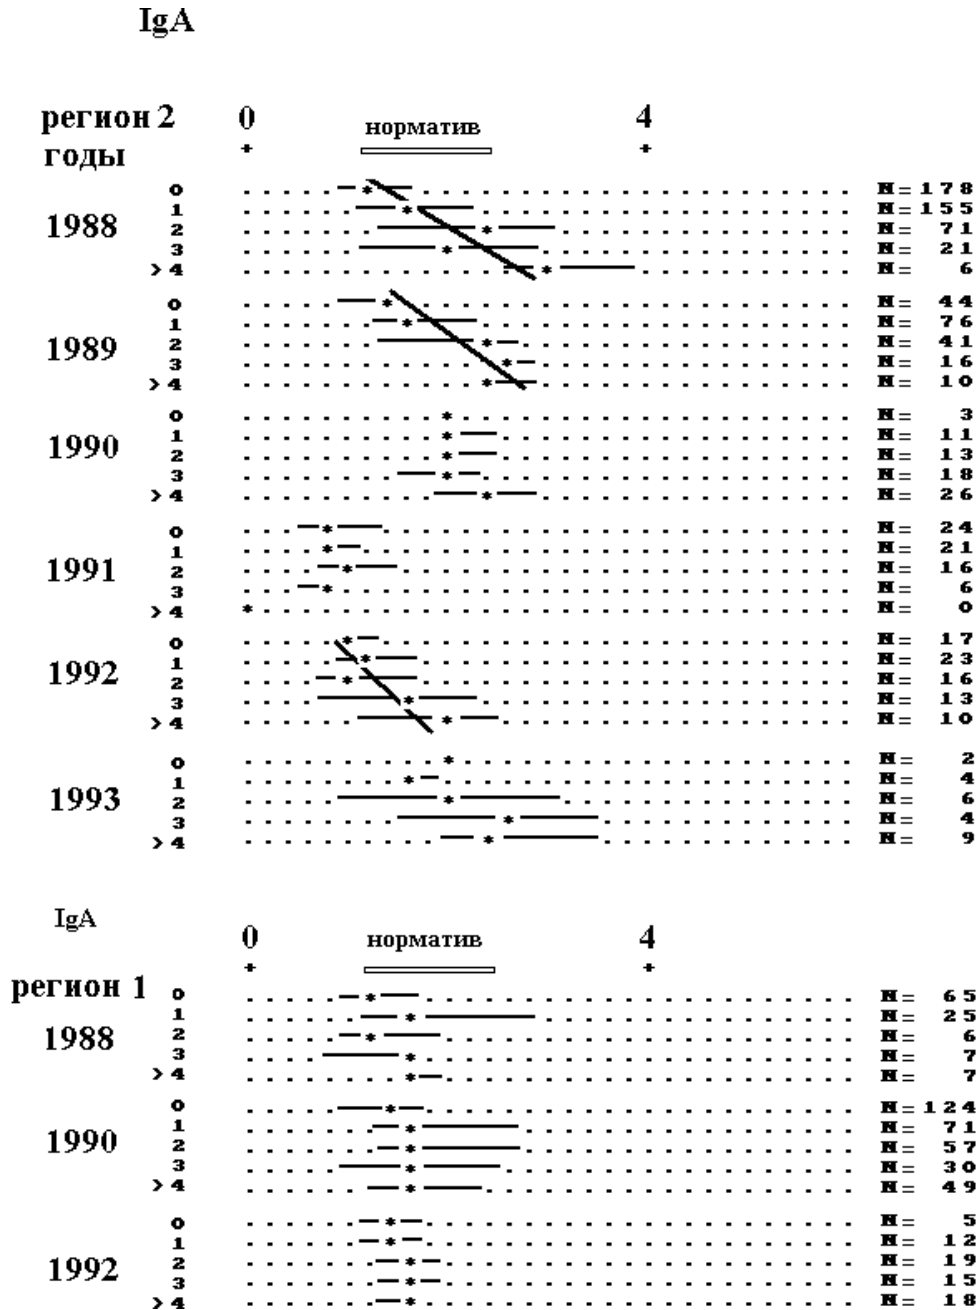 IgA
регион 2 0 норматив 4
годы
1988
0 N= 178
1 N= 155
2 N= 71
3 N= 21
>4 N= 6
1989
0 N= 44
1 N= 76
2 N= 41
3 N= 16
>4 N= 10
1990
0 N= 3
1 N= 11
2 N= 13
3 N= 18
>4 N= 26
1991
0 N= 24
1 N= 21
2 N= 16
3 N= 6
>4 N= 0
1992
0 N= 17
1 N= 23
2 N= 16
3 N= 13
>4 N= 10
1993
0 N= 2
1 N= 4
2 N= 6
3 N= 4
>4 N= 9
IgA
0 норматив 4
регион 1
1988
0 N= 65
1 N= 25
2 N= 6
3 N= 7
>4 N= 7
1990
0 N= 124
1 N= 71
2 N= 57
3 N= 30
>4 N= 49
1992
0 N= 5
1 N= 12
2 N= 19
3 N= 15
>4 N= 18